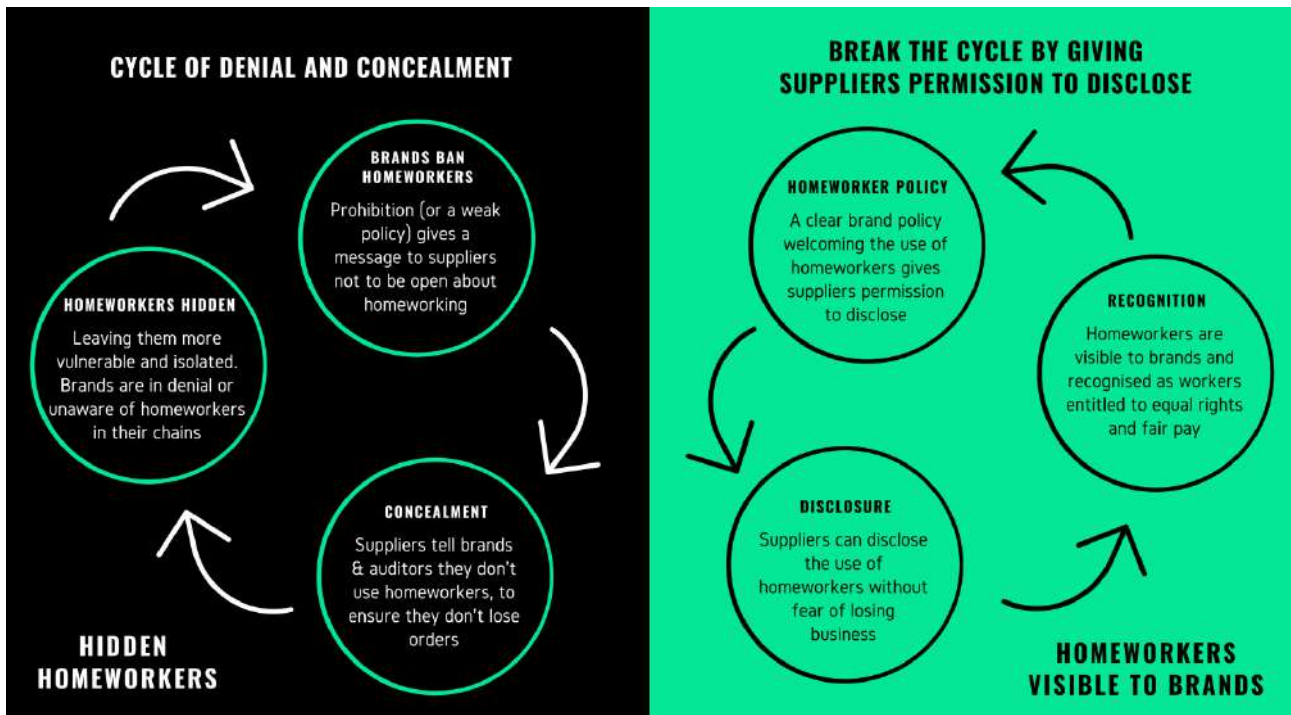 CYCLE OF DENIAL AND CONCEALMENT
BRANDS BAN
HOMEWORKERS
Prohibition (or a weak
policy) gives a
message to suppliers
not to be open about
homeworking
HOMEWORKERS HIDDEN
Leaving them more
vulnerable and isolated.
Brands are in denial or
unaware of homeworkers
in their chains
CONCEALMENT
Suppliers tell brands
& auditors they don't
use homeworkers, to
ensure they don't lose
orders
HIDDEN
HOMEWORKERS
BREAK THE CYCLE BY GIVING
SUPPLIERS PERMISSION TO DISCLOSE
HOMEWORKER POLICY
A clear brand policy
welcoming the use of
homeworkers gives
suppliers permission
to disclose
RECOGNITION
Homeworkers are
visible to brands and
recognised as workers
entitled to equal rights
and fair pay
DISCLOSURE
Suppliers can disclose
the use of
homeworkers without
fear of losing
business
HOMEWORKERS
VISIBLE TO BRANDS